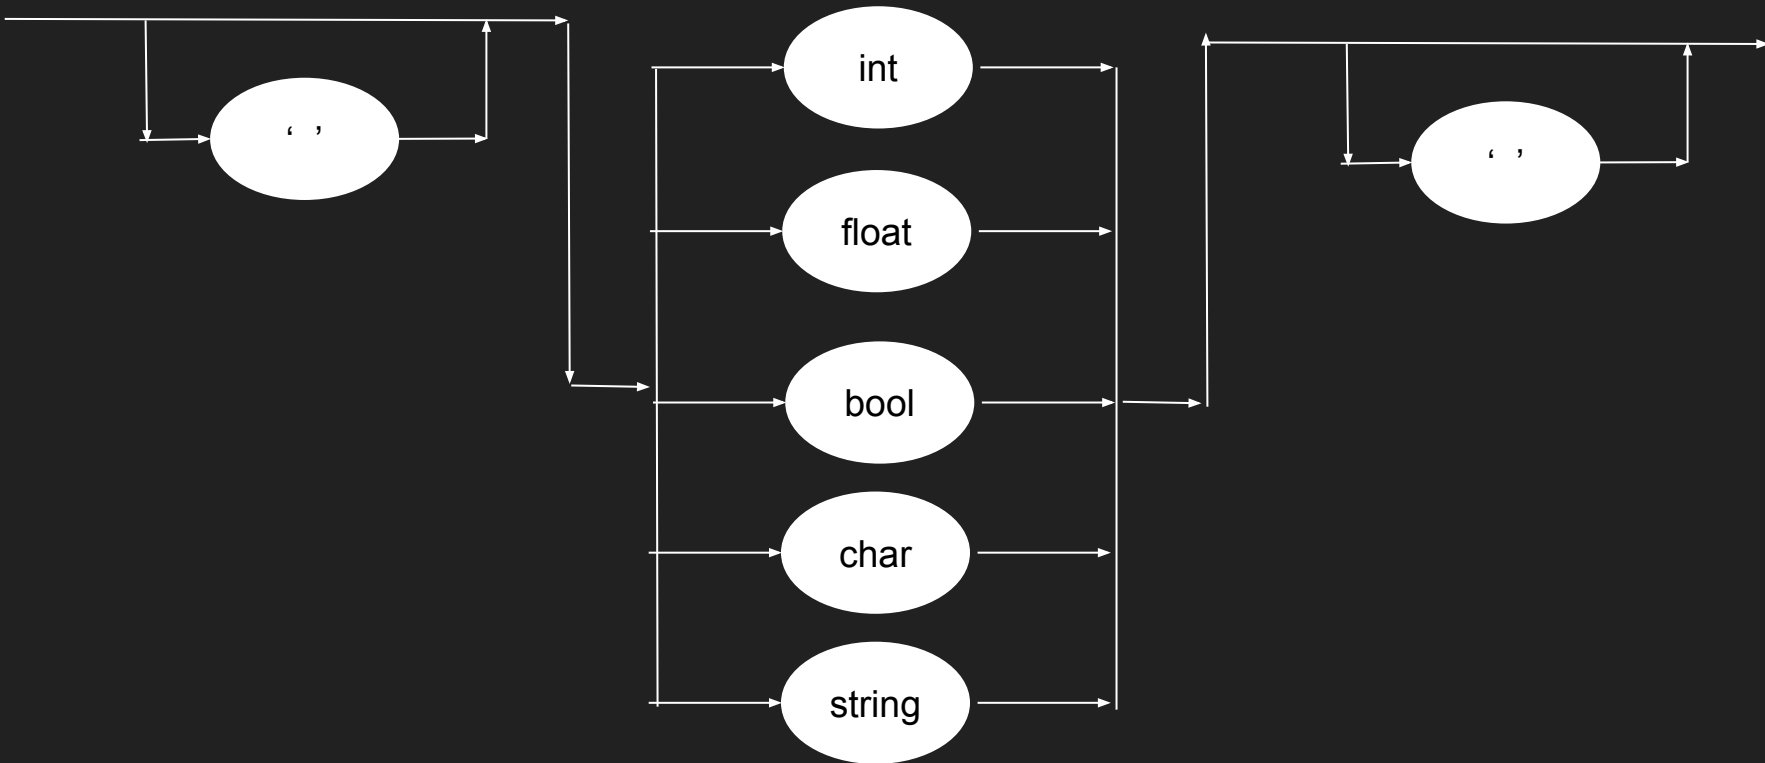 ‘ ’
int
float
bool
char
string
‘ ’